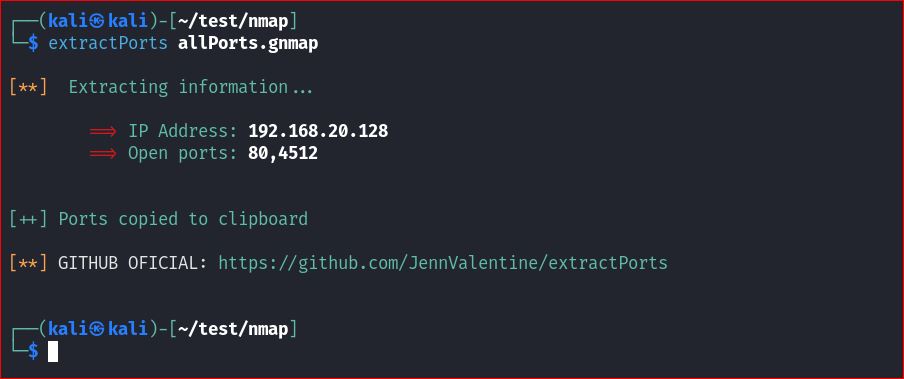 ┌──(kali㉿kali)-[~/test/nmap]
└─$ extractPorts allPorts.gnmap
[**]  Extracting information...
==> IP Address: 192.168.20.128
==> Open ports: 80,4512
[++] Ports copied to clipboard
[**] GITHUB OFICIAL: https://github.com/JennValentine/extractPorts
┌──(kali㉿kali)-[~/test/nmap]
└─$